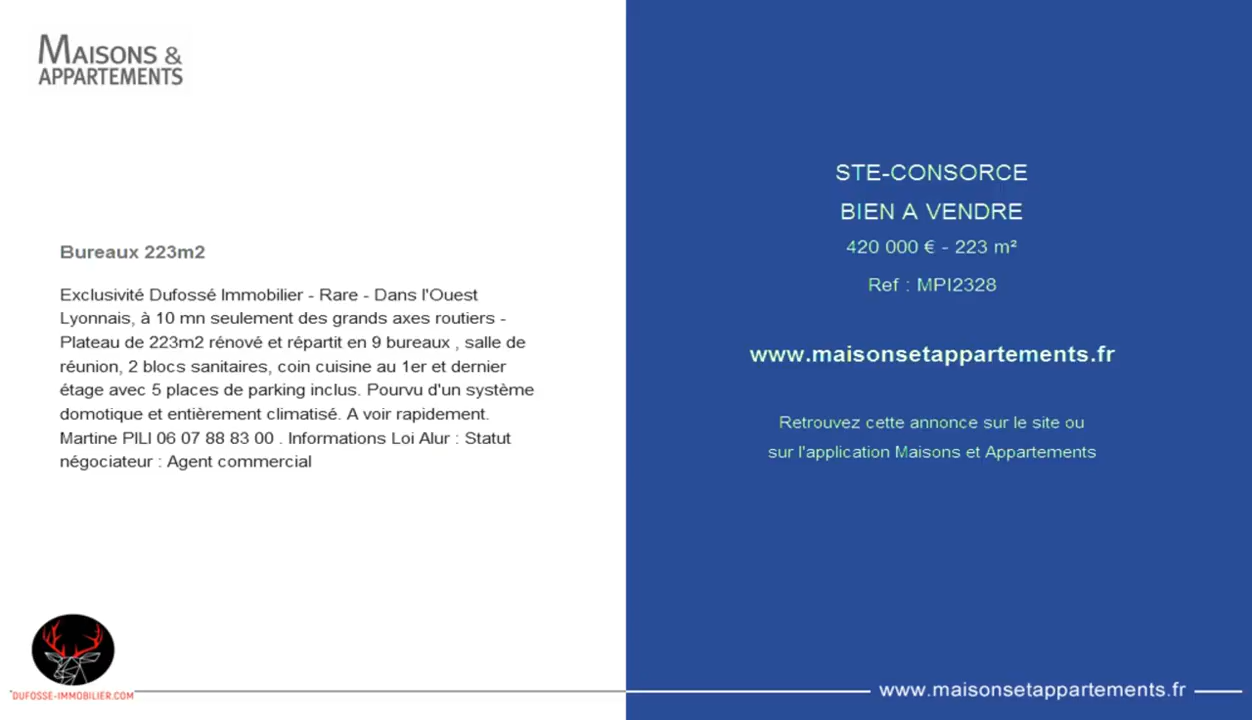 MAISONS &
APPARTEMENTS
Bureaux 223m2
Exclusivité Dufossé Immobilier - Rare - Dans l'Ouest
Lyonnais, à 10 mn seulement des grands axes routiers -
Plateau de 223m2 rénové et répartit en 9 bureaux , salle de
réunion, 2 blocs sanitaires, coin cuisine au 1er et dernier
étage avec 5 places de parking inclus. Pourvu d'un système
domotique et entièrement climatisé. A voir rapidement.
Martine PILI 06 07 88 83 00 . Informations Loi Alur : Statut
négociateur : Agent commercial
DUFOSSE-IMMOBILIER.COM
STE-CONSORCE
BIEN A VENDRE
420 000 € - 223 m²
Ref : MPI2328
www.maisonsetappartements.fr
Retrouvez cette annonce sur le site ou
sur l'application Maisons et Appartements
www.maisonsetappartements.fr